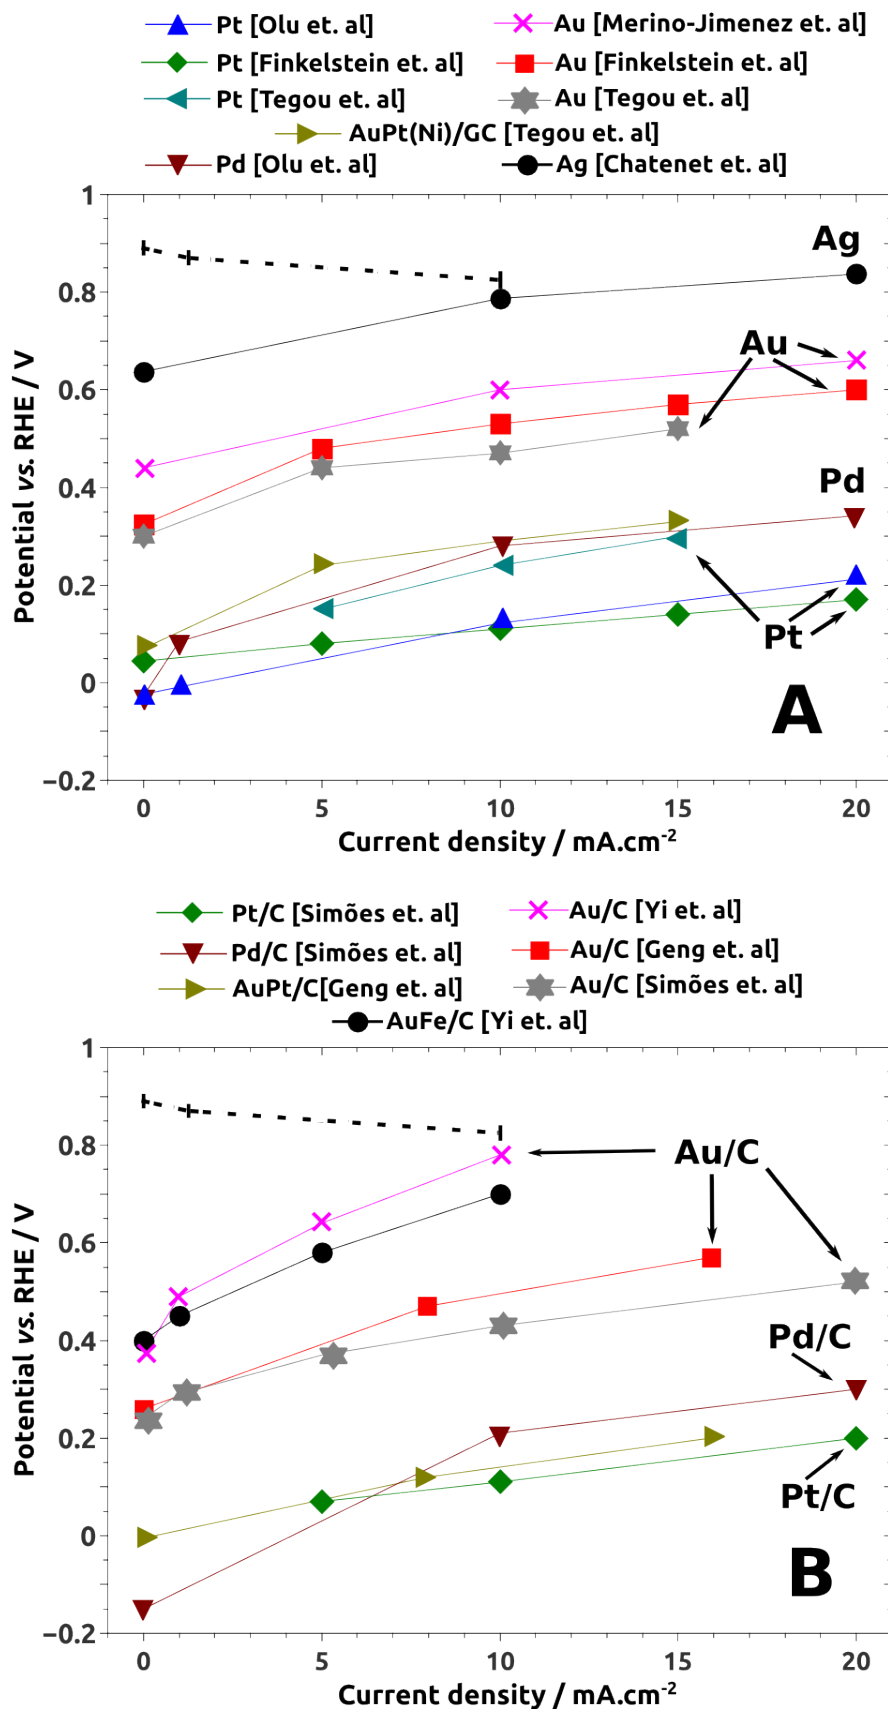 Pt [Olu et. al] Au [Merino-Jimenez et. al]
Pt [Finkelstein et. al] Au [Finkelstein et. al]
Pt [Tegou et. al] Au [Tegou et. al]
AuPt(Ni)/GC [Tegou et. al]
Pd [Olu et. al] Ag [Chatenet et. al]
1
Ag
0.8
Au
0.6
Potential vs. RHE / V
Pd
0.4
0.2
Pt
0
A
−0.2
0 5 10 15 20
Current density / mA.cm-2
Pt/C [Simões et. al] Au/C [Yi et. al]
Pd/C [Simões et. al] Au/C [Geng et. al]
AuPt/C[Geng et. al] Au/C [Simões et. al]
AuFe/C [Yi et. al]
1
0.8
Au/C
0.6
Potential vs. RHE / V
0.4
Pd/C
0.2
Pt/C
0
B
−0.2
0 5 10 15 20
Current density / mA.cm-2